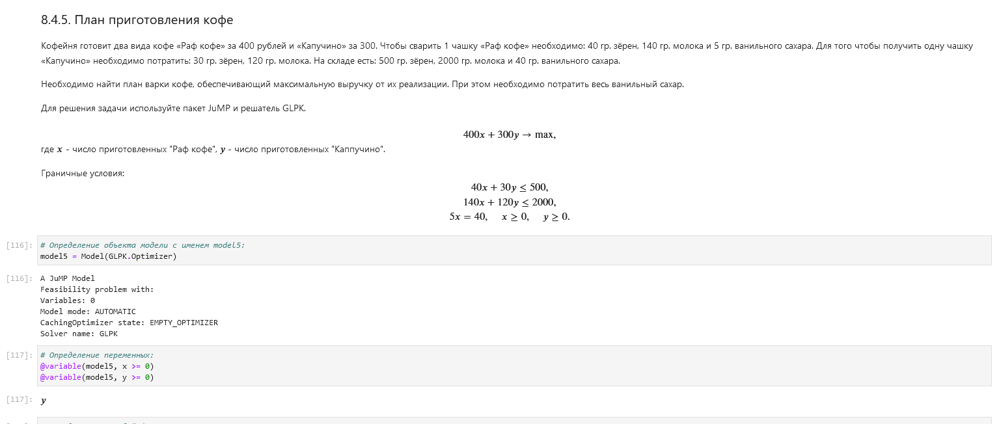 8.4.5. План приготовления кофе
Кофейня готовит два вида кофе «Раф кофе» за 400 рублей и «Капучино» за 300. Чтобы сварить 1 чашку «Раф кофе» необходимо: 40 гр. зёрен, 140 гр. молока и 5 гр. ванильного сахара. Для того чтобы получить одну чашку
«Капучино» необходимо потратить: 30 гр. зёрен, 120 гр. молока. На складе есть: 500 гр. зёрен, 2000 гр. молока и 40 гр. ванильного сахара.
Необходимо найти план варки кофе, обеспечивающий максимальную выручку от их реализации. При этом необходимо потратить весь ванильный сахар.
Для решения задачи используйте пакет JuMP и решатель GLPK.
400x + 300y → max,
где x - число приготовленных "Раф кофе", y - число приготовленных "Каппучино".
Граничные условия:
40x + 30y ≤ 500,
140x + 120y ≤ 2000,
5x = 40, x ≥ 0, y ≥ 0.
[116]: # Определение объекта модели с именем model5:
model5 = Model(GLPK.Optimizer)
[116]: A JuMP Model
Feasibility problem with:
Variables: 0
Model mode: AUTOMATIC
CachingOptimizer state: EMPTY_OPTIMIZER
Solver name: GLPK
[117]: # Определение переменных:
@variable(model5, x >= 0)
@variable(model5, y >= 0)
[117]: y